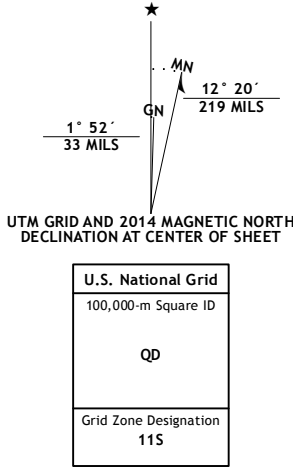 ★
MN
GN
12° 20´
219 MILS
1° 52´
33 MILS
UTM GRID AND 2014 MAGNETIC NORTH
DECLINATION AT CENTER OF SHEET
U.S. National Grid
100,000-m Square ID
QD
Grid Zone Designation
11S